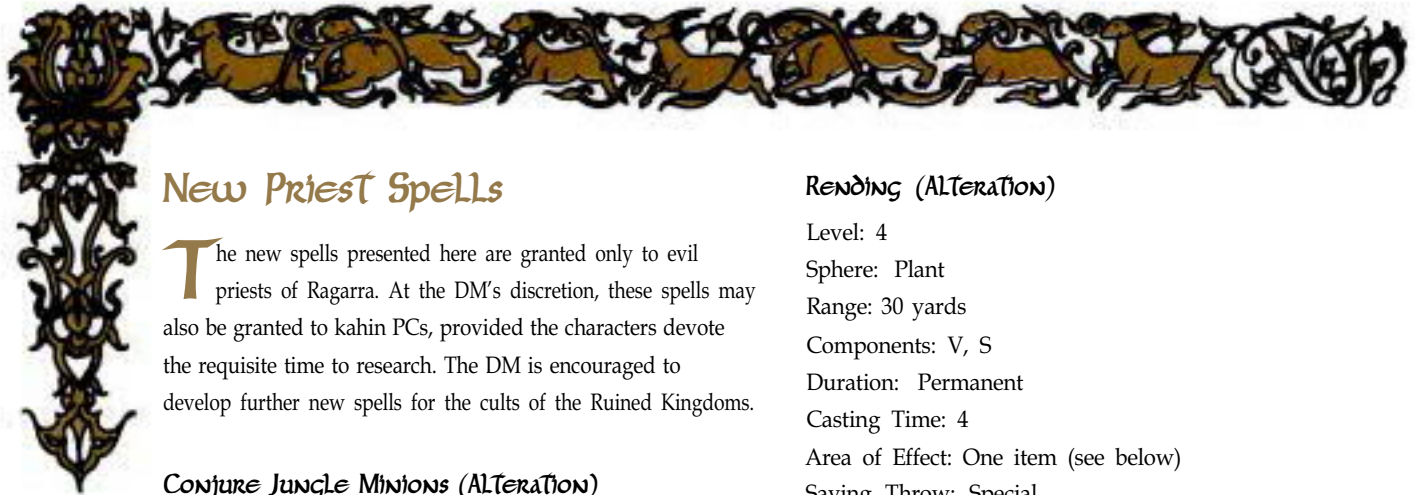 New Priest Spells
The new spells presented here are granted only to evil
priests of Ragarra. At the DM’s discretion, these spells may
also be granted to kahin PCs, provided the characters devote
the requisite time to research. The DM is encouraged to
develop further new spells for the cults of the Ruined Kingdoms.
Conjure Jungle Minions (Alteration)
Rending (Alteration)
Level: 4
Sphere: Plant
Range: 30 yards
Components: V, S
Duration: Permanent
Casting Time: 4
Area of Effect: One item (see below)
Saving Throw: Special